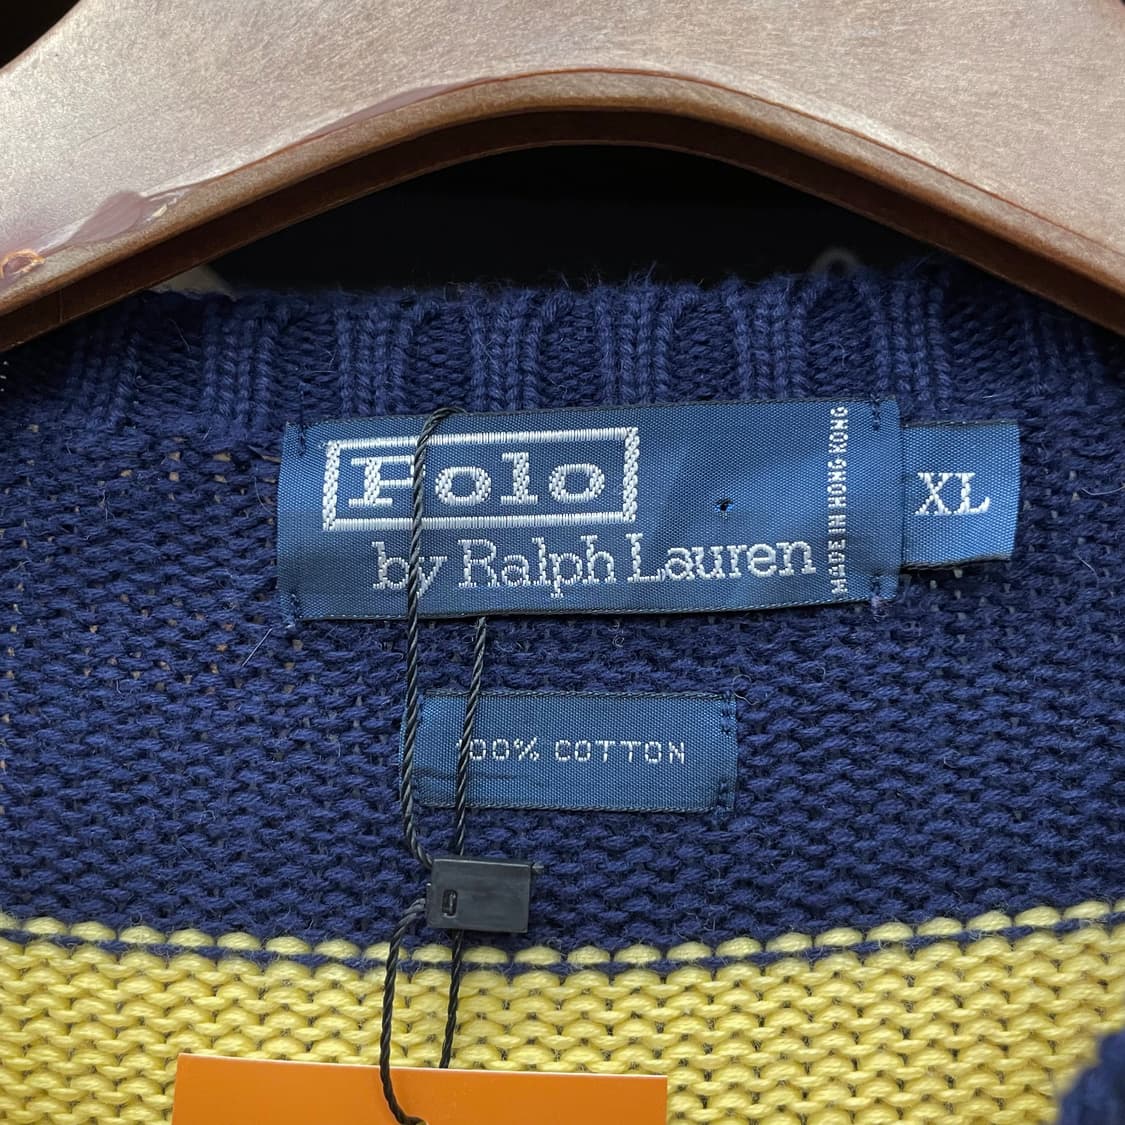 Polo
by Ralph Lauren
MADE IN HONG KONG
XL
100% COTTON